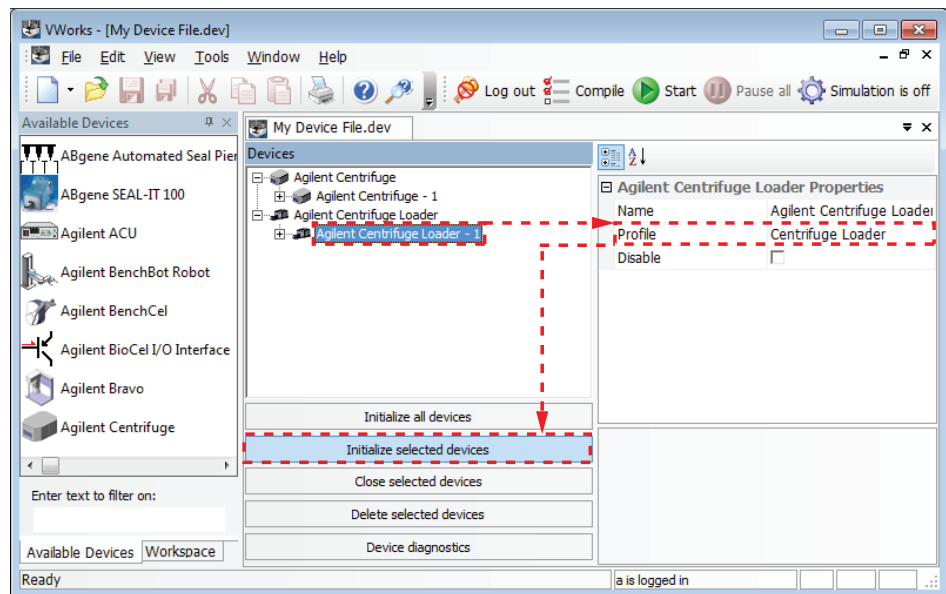 VWorks - [My Device File.dev]
File Edit View Tools Window Help
Log out Compile Start Pause all Simulation is off
Available Devices
ABgene Automated Seal Pier
ABgene SEAL-IT 100
Agilent ACU
Agilent BenchBot Robot
Agilent BenchCel
Agilent BioCel I/O Interface
Agilent Bravo
Agilent Centrifuge
Enter text to filter on:
Available Devices Workspace
My Device File.dev
Devices
Agilent Centrifuge
Agilent Centrifuge - 1
Agilent Centrifuge Loader
Agilent Centrifuge Loader - 1
Initialize all devices
Initialize selected devices
Close selected devices
Delete selected devices
Device diagnostics
Agilent Centrifuge Loader Properties
Name Agilent Centrifuge Loader
Profile Centrifuge Loader
Disable
Ready a is logged in